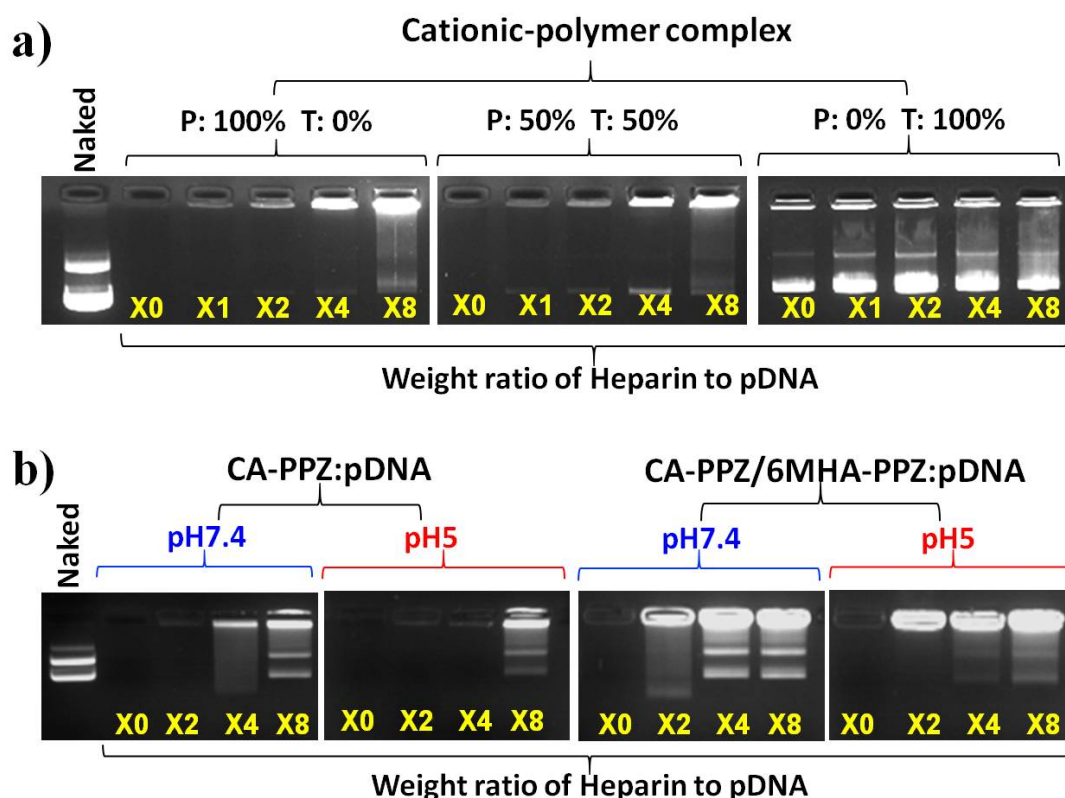 a)
Cationic-polymer complex
P: 100% T: 0%
P: 50% T: 50%
P: 0% T: 100%
Naked
X0 X1 X2 X4 X8
X0 X1 X2 X4 X8
X0 X1 X2 X4 X8
Weight ratio of Heparin to pDNA
b)
CA-PPZ:pDNA
CA-PPZ/6MHA-PPZ:pDNA
pH7.4
pH5
pH7.4
pH5
Naked
X0 X2 X4 X8
X0 X2 X4 X8
X0 X2 X4 X8
X0 X2 X4 X8
Weight ratio of Heparin to pDNA